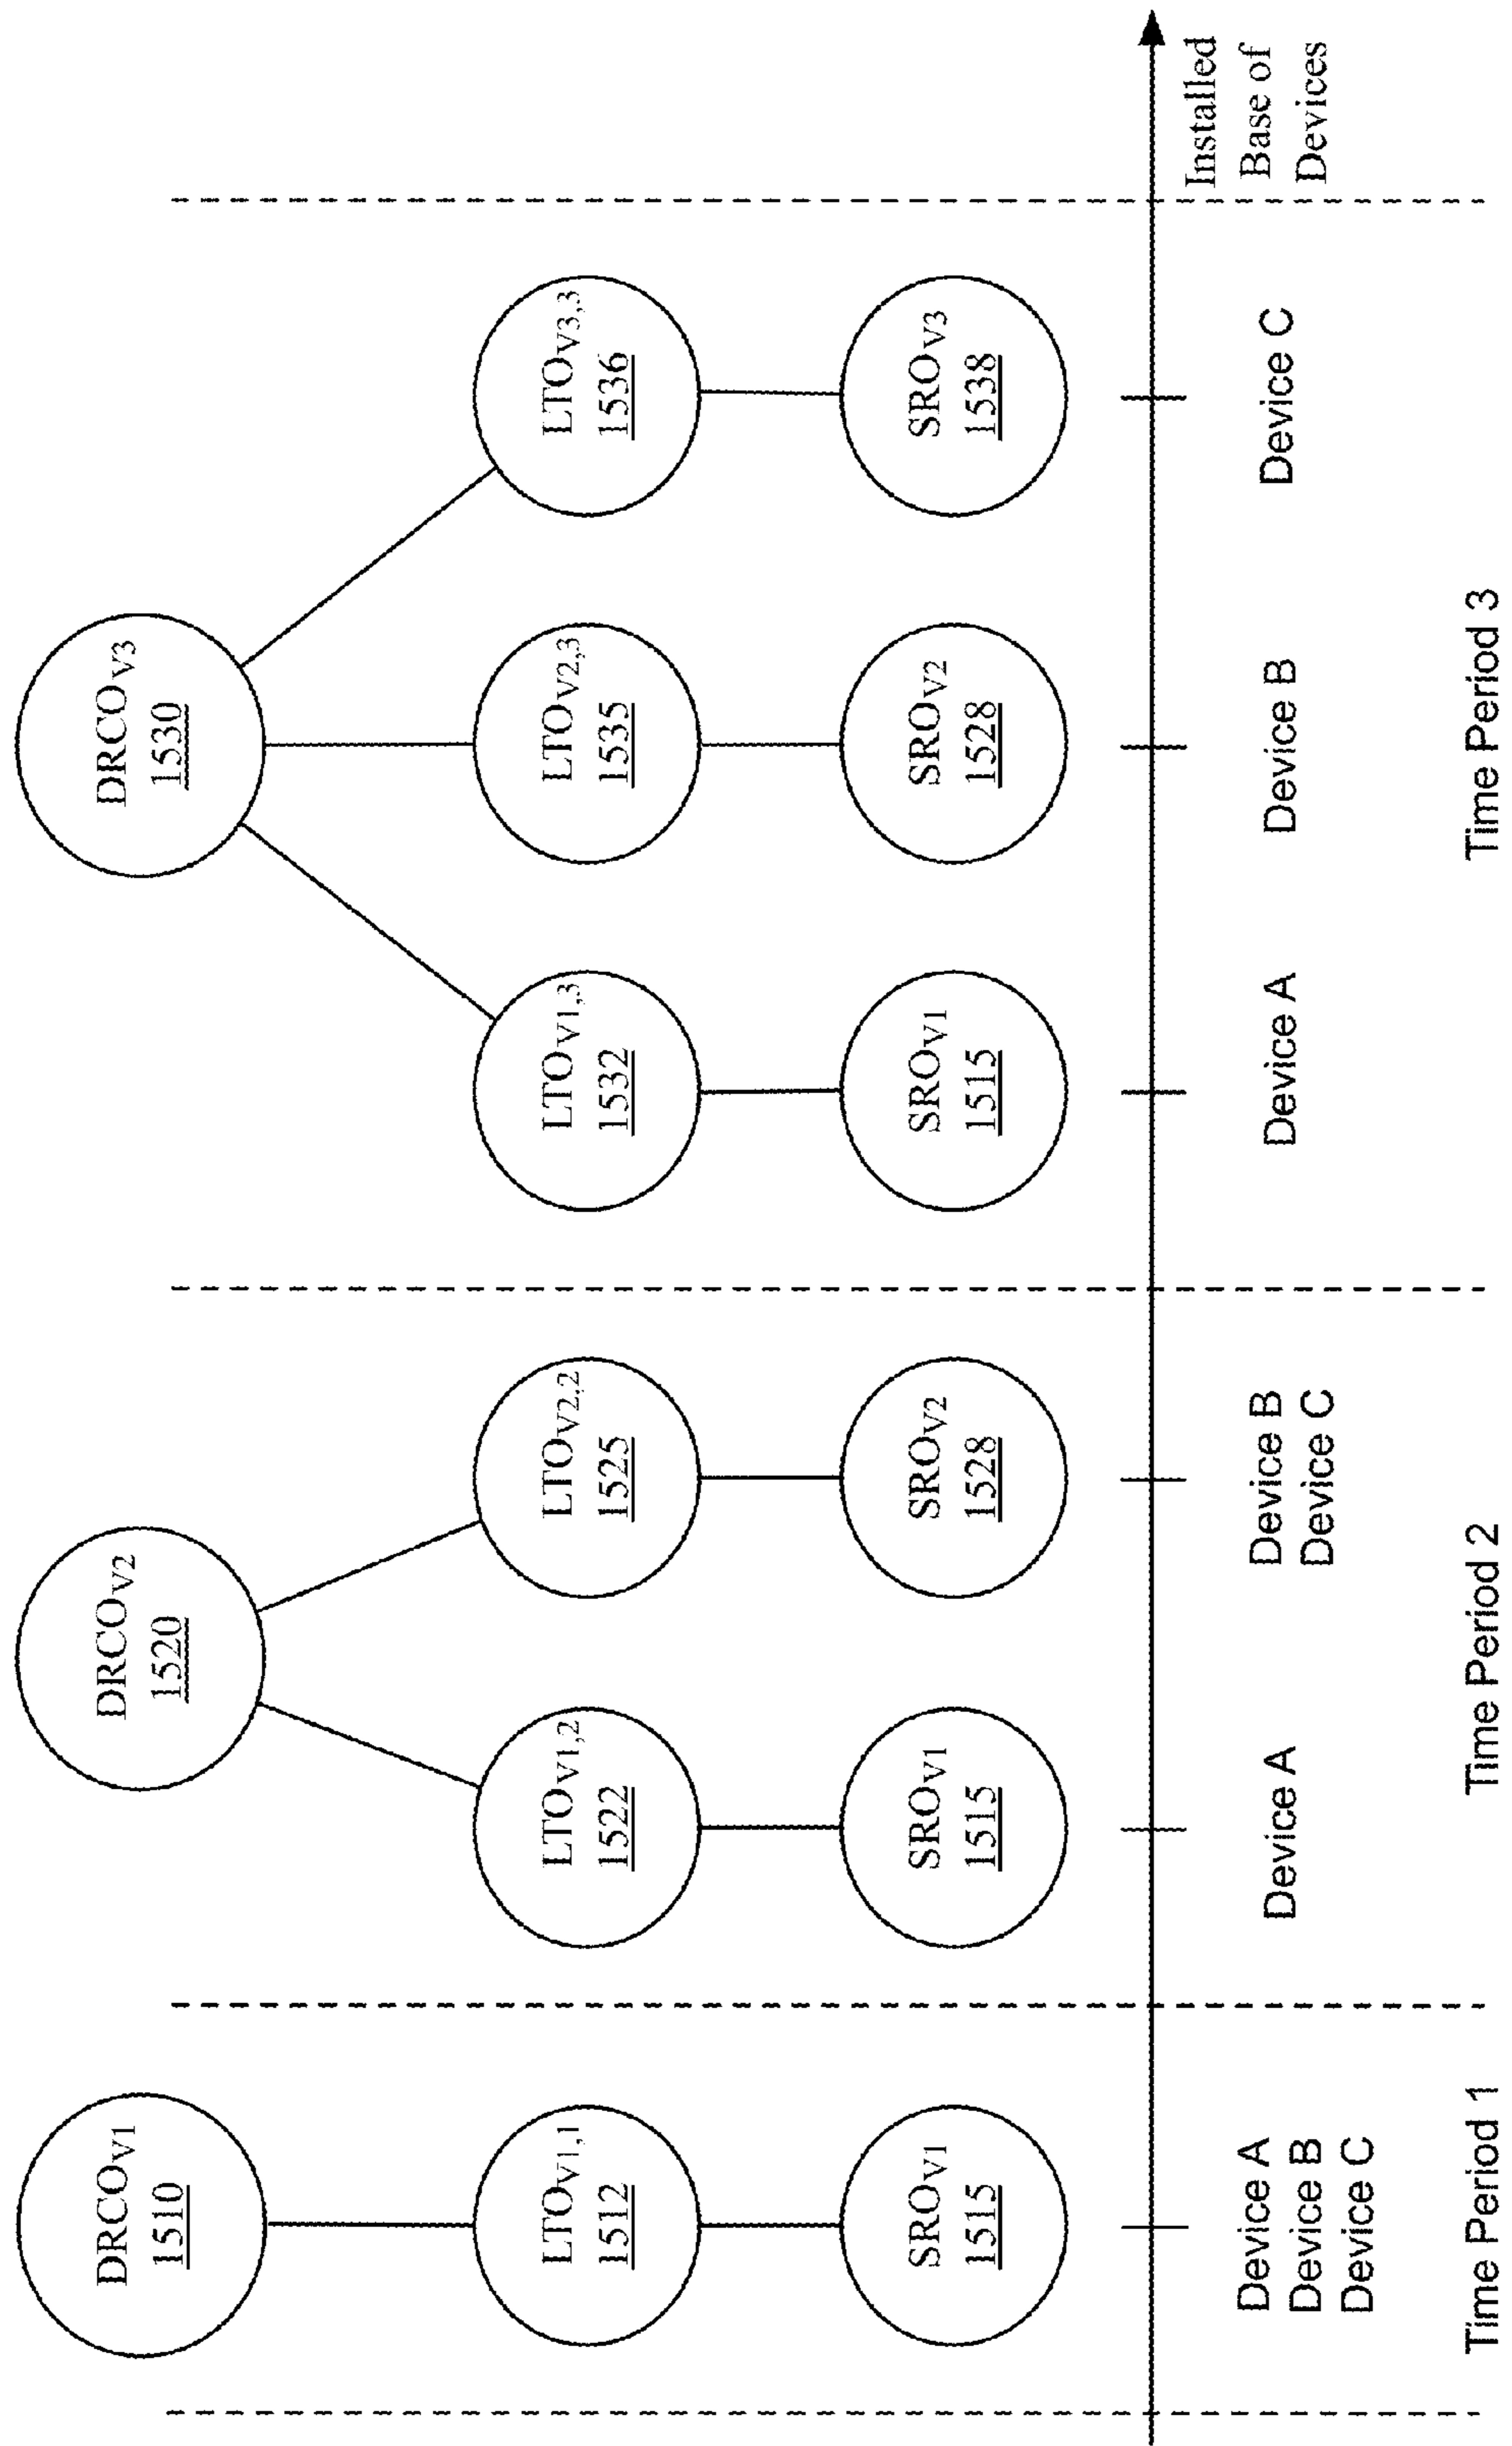 DRCOV1
1510
LTOV1,1
1512
SROV1
1515
Device A
Device B
Device C
Time Period 1
DRCOV2
1520
LTOV1,2
1522
LTOV2,2
1525
SROV1
1515
SROV2
1528
Device A
Device B
Device C
Time Period 2
DRCOV3
1530
LTOV1,3
1532
LTOV2,3
1535
LTOV3,3
1536
SROV1
1515
SROV2
1528
SROV3
1538
Device A
Device B
Device C
Time Period 3
Installed
Base of
Devices